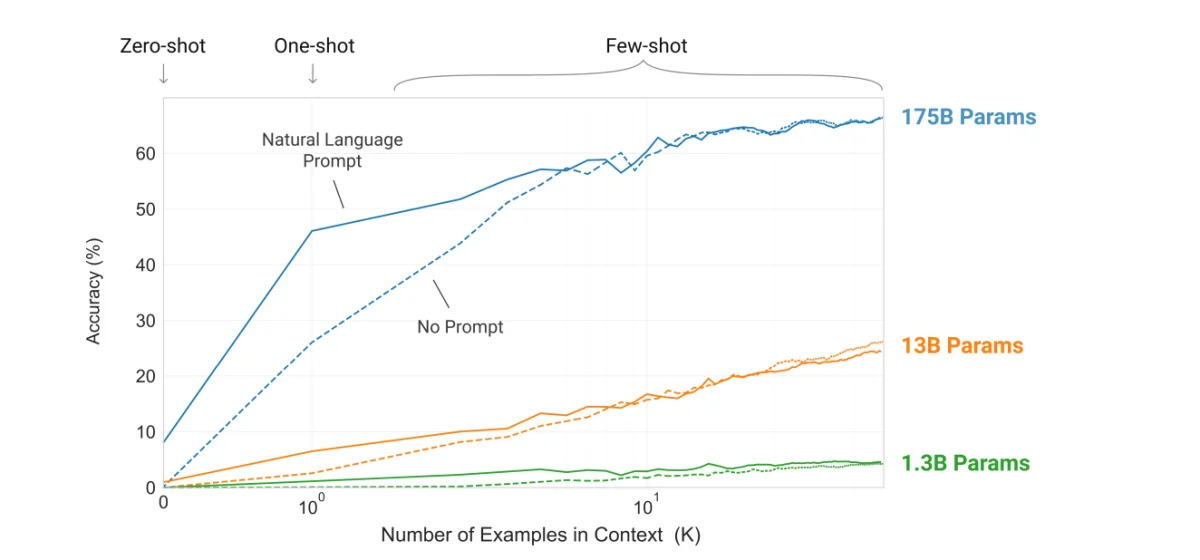 Zero-shot
One-shot
Few-shot
175B Params
Natural Language
Prompt
No Prompt
13B Params
1.3B Params
Accuracy (%)
60
50
40
30
20
10
0
0
10⁰
10¹
Number of Examples in Context (K)